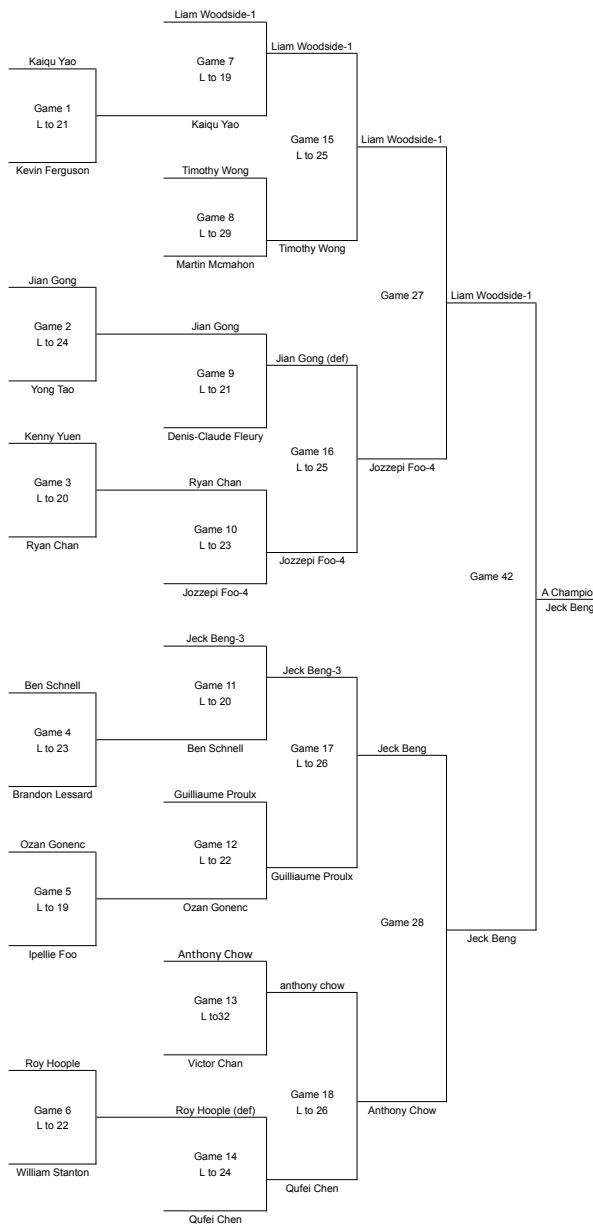 Liam Woodside-1
Liam Woodside-1
Kaiqu Yao
Game 7
L to 19
Game 1
L to 21
Kaiqu Yao
Game 15
L to 25
Liam Woodside-1
Kevin Ferguson
Timothy Wong
Game 8
L to 29
Timothy Wong
Martin Mcmahon
Jian Gong
Game 27
Liam Woodside-1
Game 2
L to 24
Jian Gong
Jian Gong (def)
Game 9
L to 21
Yong Tao
Kenny Yuen
Denis-Claude Fleury
Game 16
L to 25
Jozzepi Foo-4
Game 3
L to 20
Ryan Chan
Game 10
L to 23
Ryan Chan
Jozzepi Foo-4
Game 42
Jozzepi Foo-4
A Champio
Jeck Beng
Jeck Beng-3
Jeck Beng-3
Ben Schnell
Game 11
L to 20
Game 4
L to 23
Ben Schnell
Game 17
L to 26
Jeck Beng
Brandon Lessard
Guilliaume Proulx
Ozan Gonenc
Game 12
L to 22
Guilliaume Proulx
Game 5
L to 19
Ozan Gonenc
Game 28
Jeck Beng
Ipellie Foo
Anthony Chow
anthony chow
Game 13
L to32
Victor Chan
Roy Hoople
Game 18
L to 26
Anthony Chow
Game 6
L to 22
Roy Hoople (def)
Game 14
L to 24
William Stanton
Qufei Chen
Qufei Chen